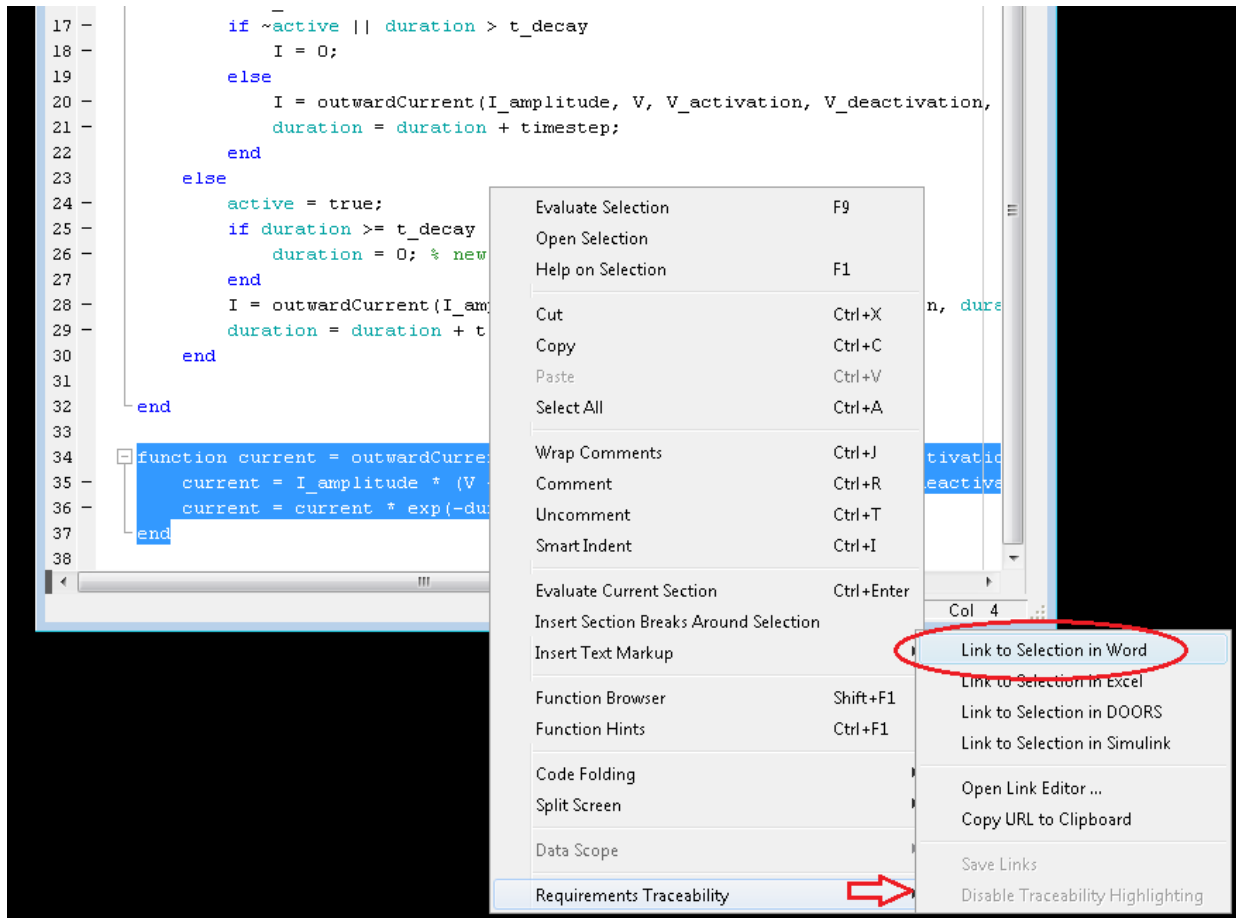 17 – if ~active || duration > t_decay
18 – I = 0;
19 else
20 – I = outwardCurrent(I_amplitude, V, V_activation, V_deactivation,
21 – duration = duration + timestep;
22 end
23 else
24 – active = true;
25 – if duration >= t_decay
26 – duration = 0; % new
27 end
28 – I = outwardCurrent(I_am n, dura
29 – duration = duration + t
30 end
31
32 end
33
34 function current = outwardCurre tivatio
35 – current = I_amplitude * (V - eactiva
36 – current = current * exp(-du
37 end
38
Col 4
Evaluate Selection F9
Open Selection
Help on Selection F1
Cut Ctrl+X
Copy Ctrl+C
Paste Ctrl+V
Select All Ctrl+A
Wrap Comments Ctrl+J
Comment Ctrl+R
Uncomment Ctrl+T
Smart Indent Ctrl+I
Evaluate Current Section Ctrl+Enter
Insert Section Breaks Around Selection
Insert Text Markup
Function Browser Shift+F1
Function Hints Ctrl+F1
Code Folding
Split Screen
Data Scope
Requirements Traceability
Link to Selection in Word
Link to Selection in Excel
Link to Selection in DOORS
Link to Selection in Simulink
Open Link Editor ...
Copy URL to Clipboard
Save Links
Disable Traceability Highlighting